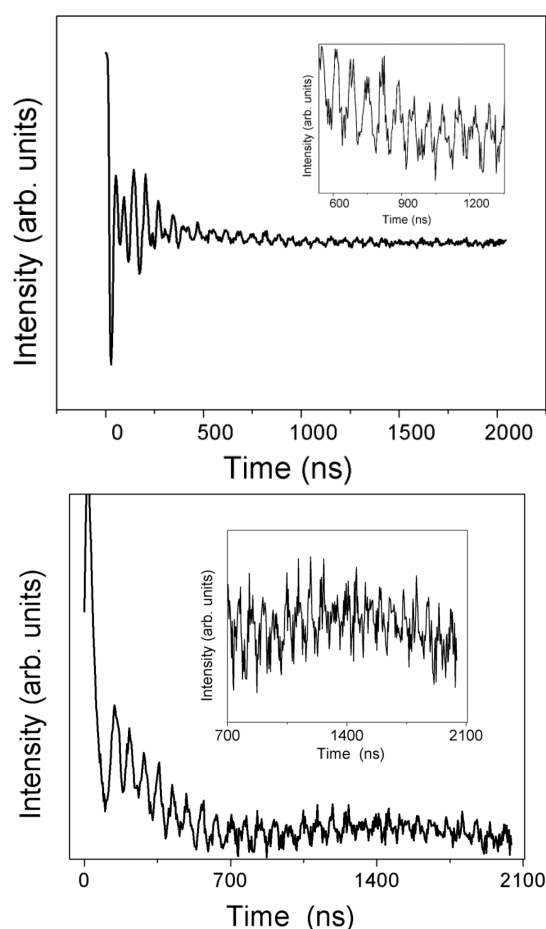 Intensity (arb. units)
Intensity (arb. units)
600
900
1200
Time (ns)
0
500
1000
1500
2000
Time (ns)
Intensity (arb. units)
Intensity (arb. units)
700
1400
2100
Time (ns)
0
700
1400
2100
Time (ns)